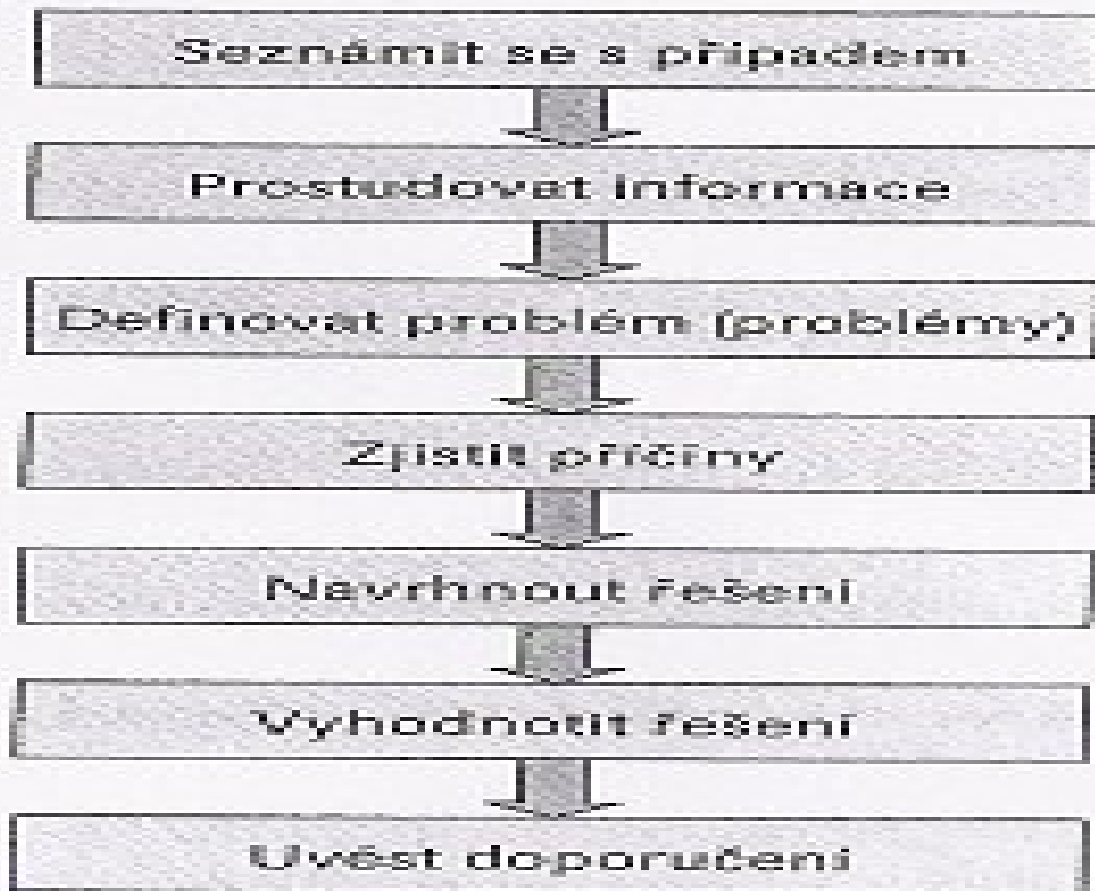 Seznámit se s případem
Prostudovat informace
Definovat problém (problémy)
Zjistit příčiny
Navrhnout řešení
Vyhodnotit řešení
Uvést doporučení